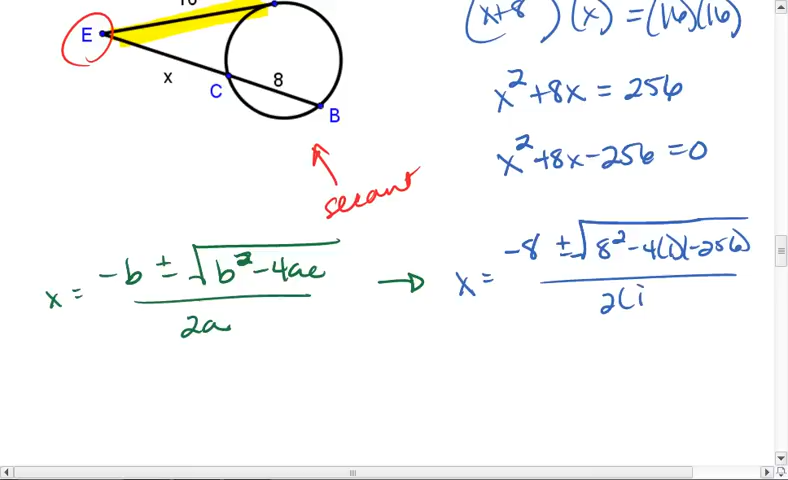 16
(x+8)(x) = (16)(16)
E
x
C
8
B
x² + 8x = 256
x² + 8x - 256 = 0
secant
x = -b ± √b² - 4ac / 2a → x = -8 ± √8² - 4(1)(-256) / 2(1